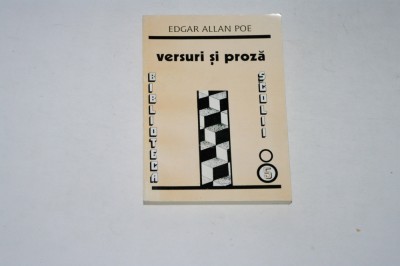 EDGAR ALLAN POE
versuri și proză
BIBLIOTECA
ȘCOLII